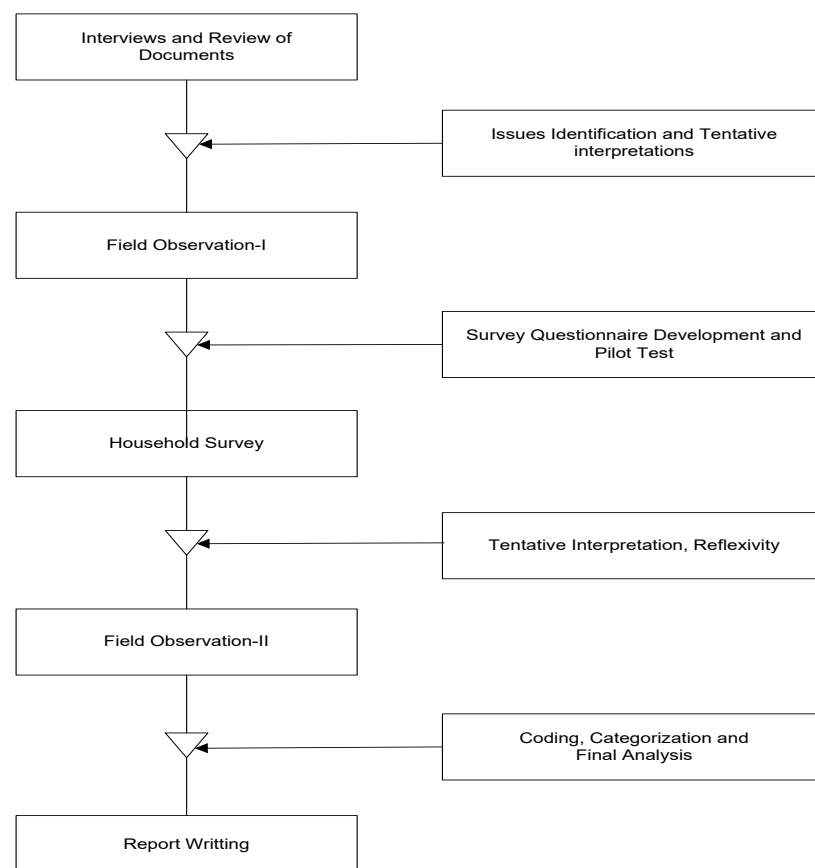 Interviews and Review of
Documents
Issues Identification and Tentative
interpretations
Field Observation-I
Survey Questionnaire Development and
Pilot Test
Household Survey
Tentative Interpretation, Reflexivity
Field Observation-II
Coding, Categorization and
Final Analysis
Report Writting